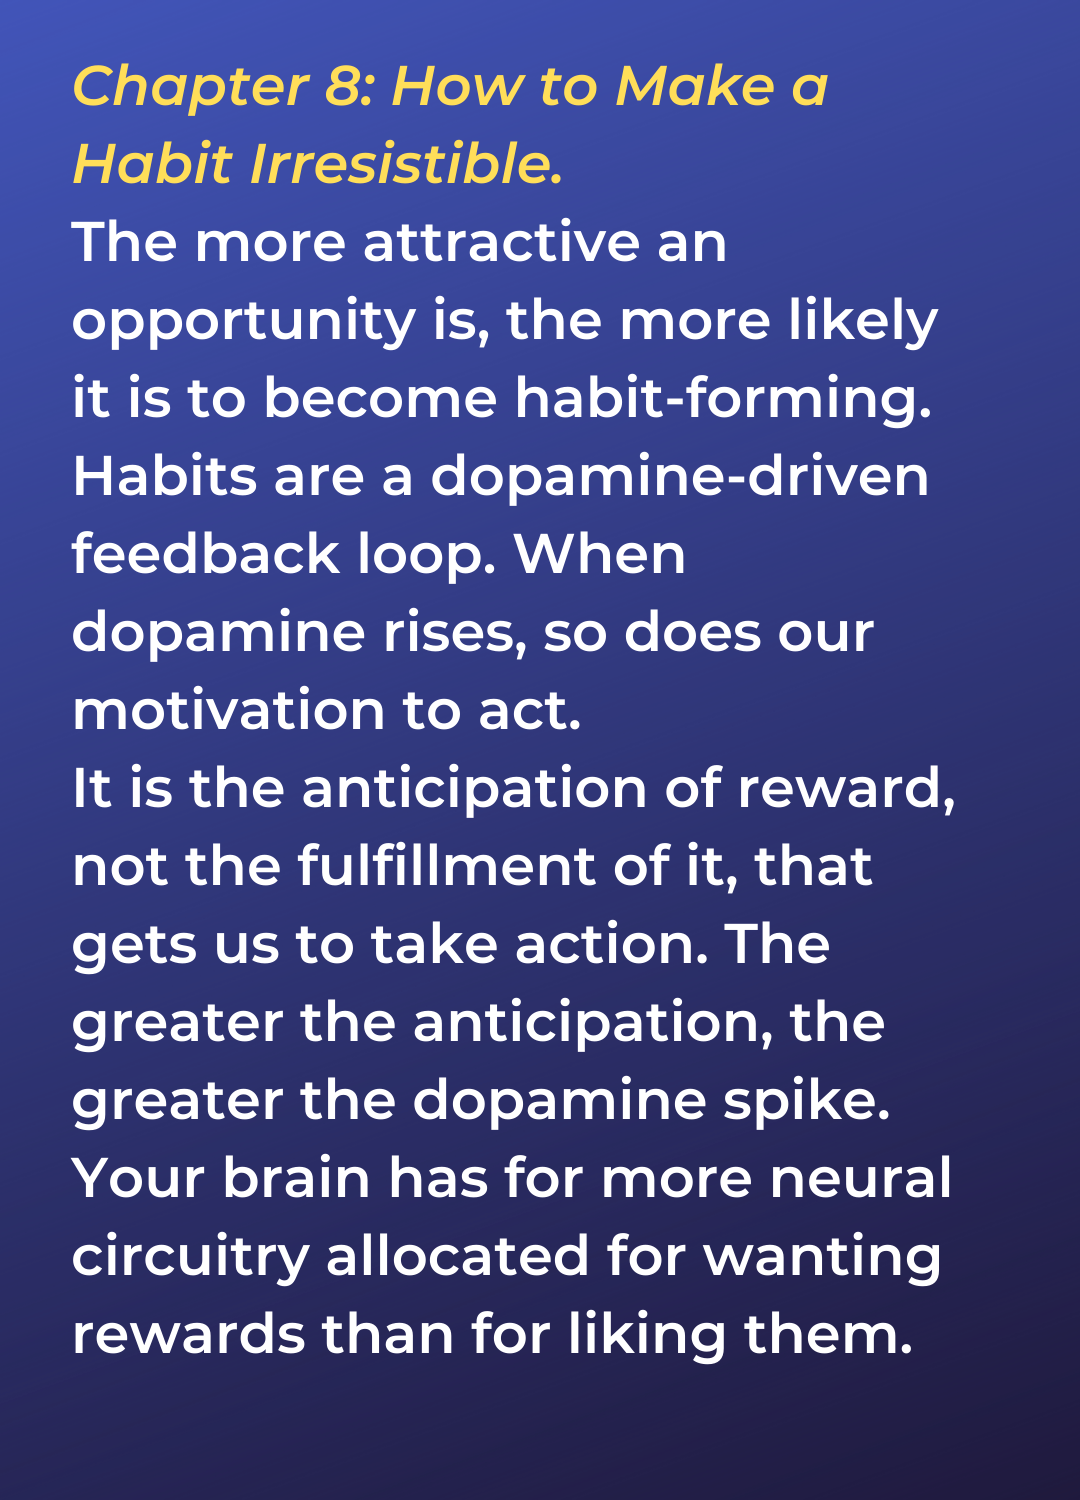 Chapter 8: How to Make a
Habit Irresistible.
The more attractive an
opportunity is, the more likely
it is to become habit-forming.
Habits are a dopamine-driven
feedback loop. When
dopamine rises, so does our
motivation to act.
It is the anticipation of reward,
not the fulfillment of it, that
gets us to take action. The
greater the anticipation, the
greater the dopamine spike.
Your brain has for more neural
circuitry allocated for wanting
rewards than for liking them.